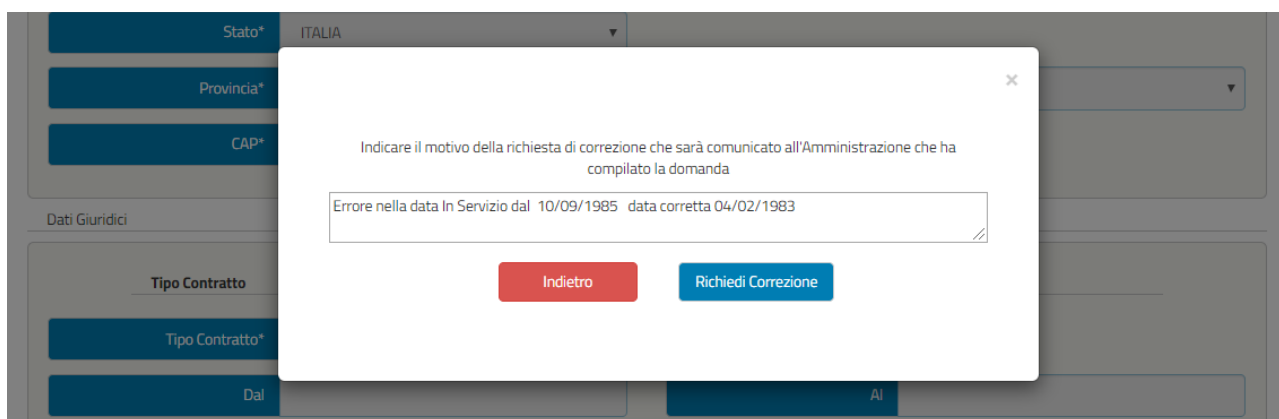 Stato* ITALIA
Provincia*
CAP*
Indicare il motivo della richiesta di correzione che sarà comunicato all'Amministrazione che ha
compilato la domanda
Errore nella data In Servizio dal 10/09/1985 data corretta 04/02/1983
Indietro Richiedi Correzione
Dati Giuridici
Tipo Contratto
Tipo Contratto*
Dal Al